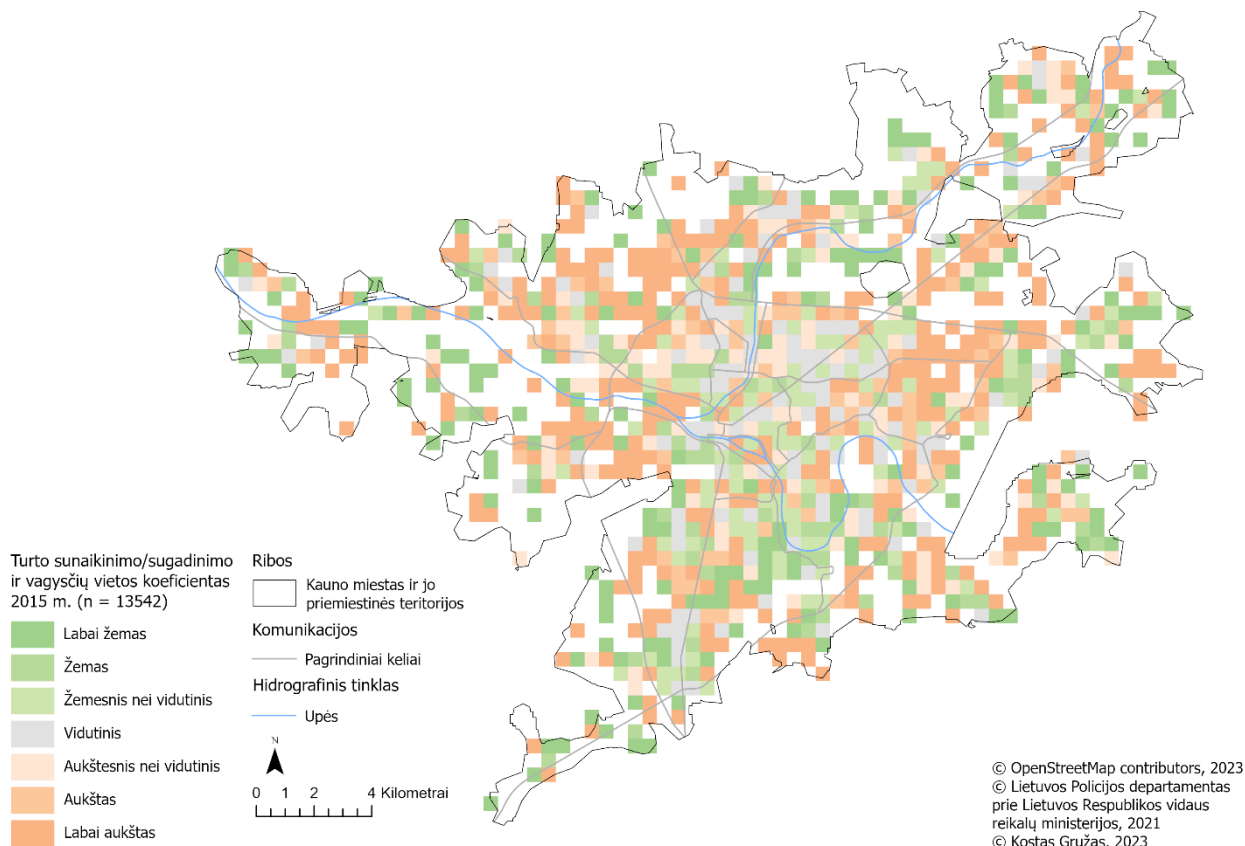 Turto sunaikinimo/sugadinimo
ir vagysčių vietos koeficientas
2015 m. (n = 13542)
Labai žemas
Žemas
Žemesnis nei vidutinis
Vidutinis
Aukštesnis nei vidutinis
Aukštas
Labai aukštas
Ribos
Kauno miestas ir jo
priemiestinės teritorijos
Komunikacijos
Pagrindiniai keliai
Hidrografinis tinklas
Upės
N
0 1 2 4 Kilometrai
© OpenStreetMap contributors, 2023
© Lietuvos Policijos departamentas
prie Lietuvos Respublikos vidaus
reikalų ministerijos, 2021
© Kostas Gružas, 2023